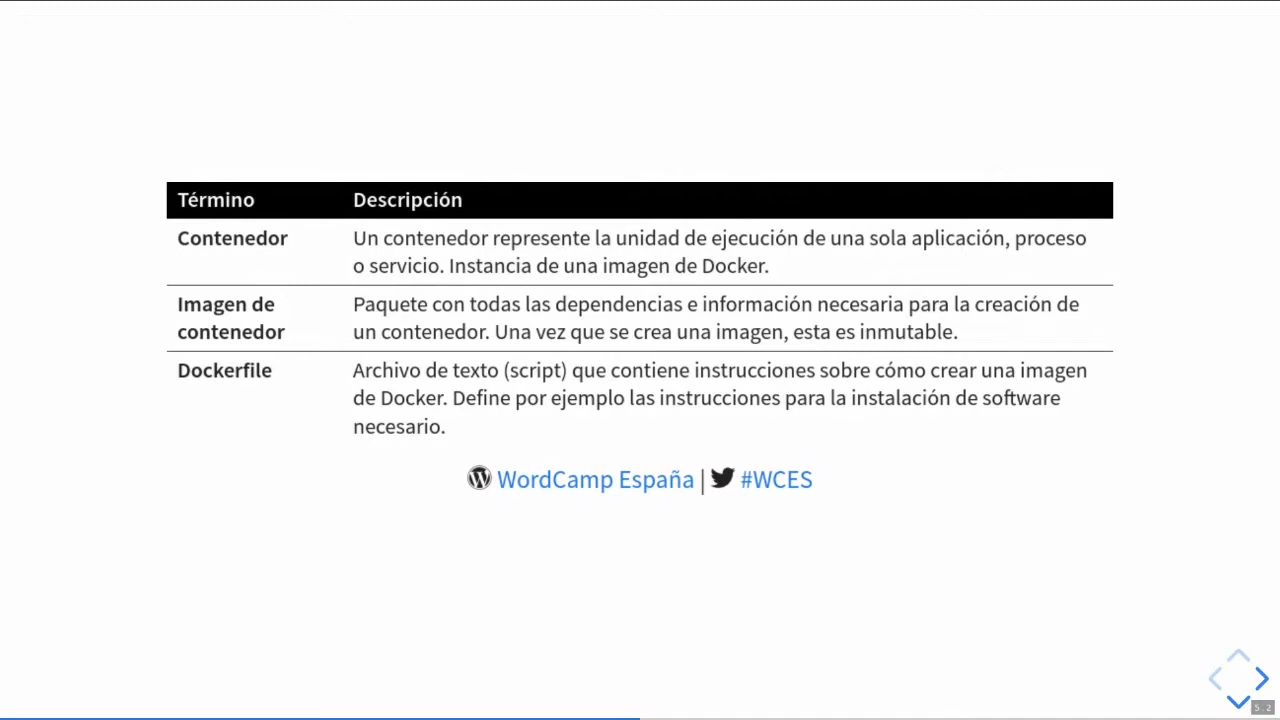 Término Descripción
Contenedor Un contenedor represente la unidad de ejecución de una sola aplicación, proceso
o servicio. Instancia de una imagen de Docker.
Imagen de Paquete con todas las dependencias e información necesaria para la creación de
contenedor un contenedor. Una vez que se crea una imagen, esta es inmutable.
Dockerfile Archivo de texto (script) que contiene instrucciones sobre cómo crear una imagen
de Docker. Define por ejemplo las instrucciones para la instalación de software
necesario.
WordCamp España | #WCES
5.2